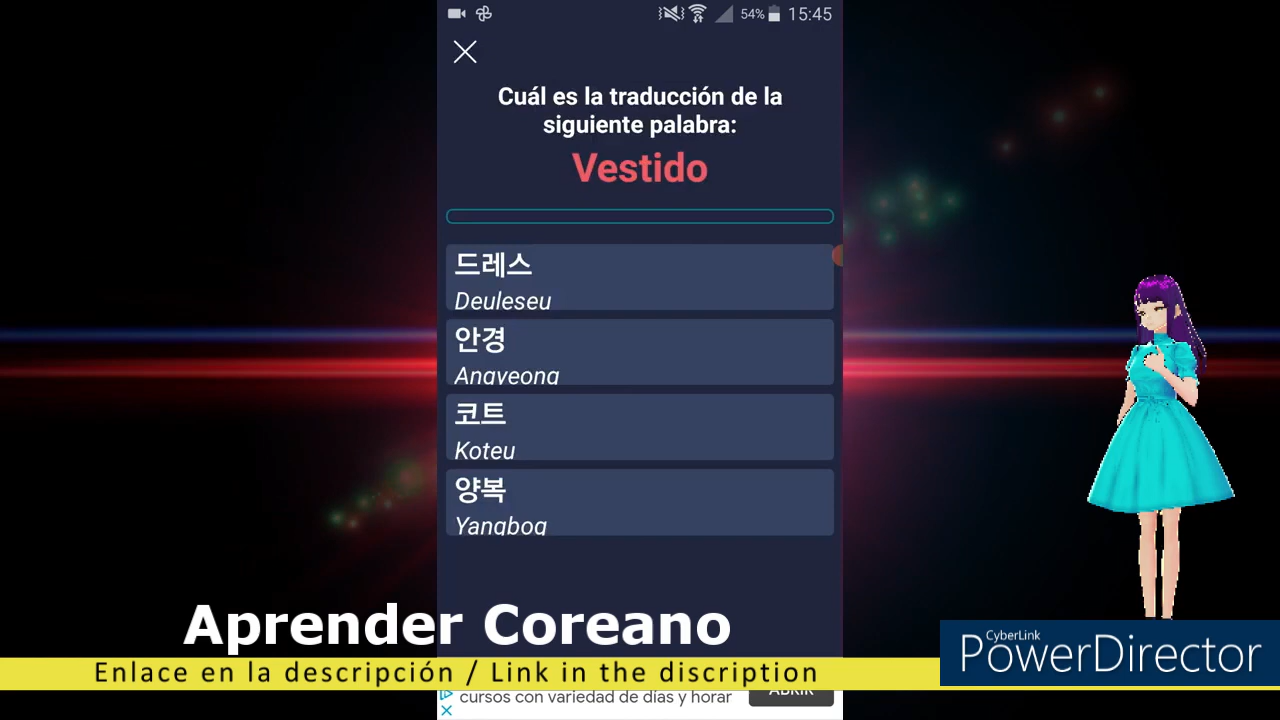 54% 15:45
Cuál es la traducción de la
siguiente palabra:
Vestido
드레스
Deuleseu
안경
Angyeong
코트
Koteu
양복
Yangbog
Aprender Coreano
Enlace en la descripción / Link in the discription
CyberLink
PowerDirector
cursos con variedad de días y horar
ABRIR